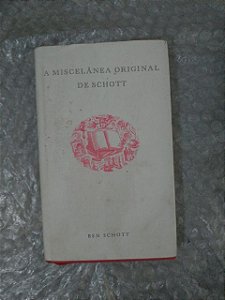 A MISCELÂNEA ORIGINAL
DE SCHOTT
BEN SCHOTT